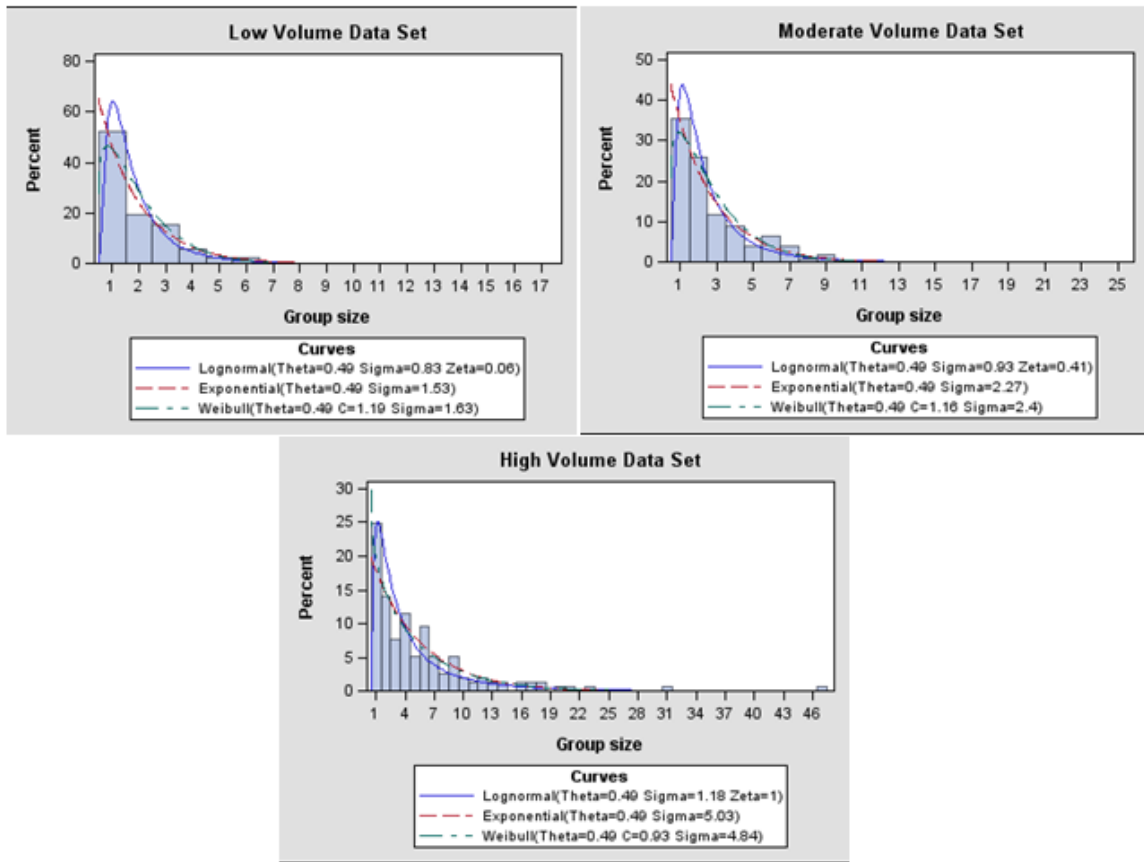 Low Volume Data Set
80
60
40
20
0
Percent
1 2 3 4 5 6 7 8 9 10 11 12 13 14 15 16 17
Group size
Curves
Lognormal(Theta=0.49 Sigma=0.83 Zeta=0.06)
Exponential(Theta=0.49 Sigma=1.53)
Weibull(Theta=0.49 C=1.19 Sigma=1.63)
Moderate Volume Data Set
50
40
30
20
10
0
Percent
1 3 5 7 9 11 13 15 17 19 21 23 25
Group size
Curves
Lognormal(Theta=0.49 Sigma=0.93 Zeta=0.41)
Exponential(Theta=0.49 Sigma=2.27)
Weibull(Theta=0.49 C=1.16 Sigma=2.4)
High Volume Data Set
30
25
20
15
10
5
0
Percent
1 4 7 10 13 16 19 22 25 28 31 34 37 40 43 46
Group size
Curves
Lognormal(Theta=0.49 Sigma=1.18 Zeta=1)
Exponential(Theta=0.49 Sigma=5.03)
Weibull(Theta=0.49 C=0.93 Sigma=4.84)